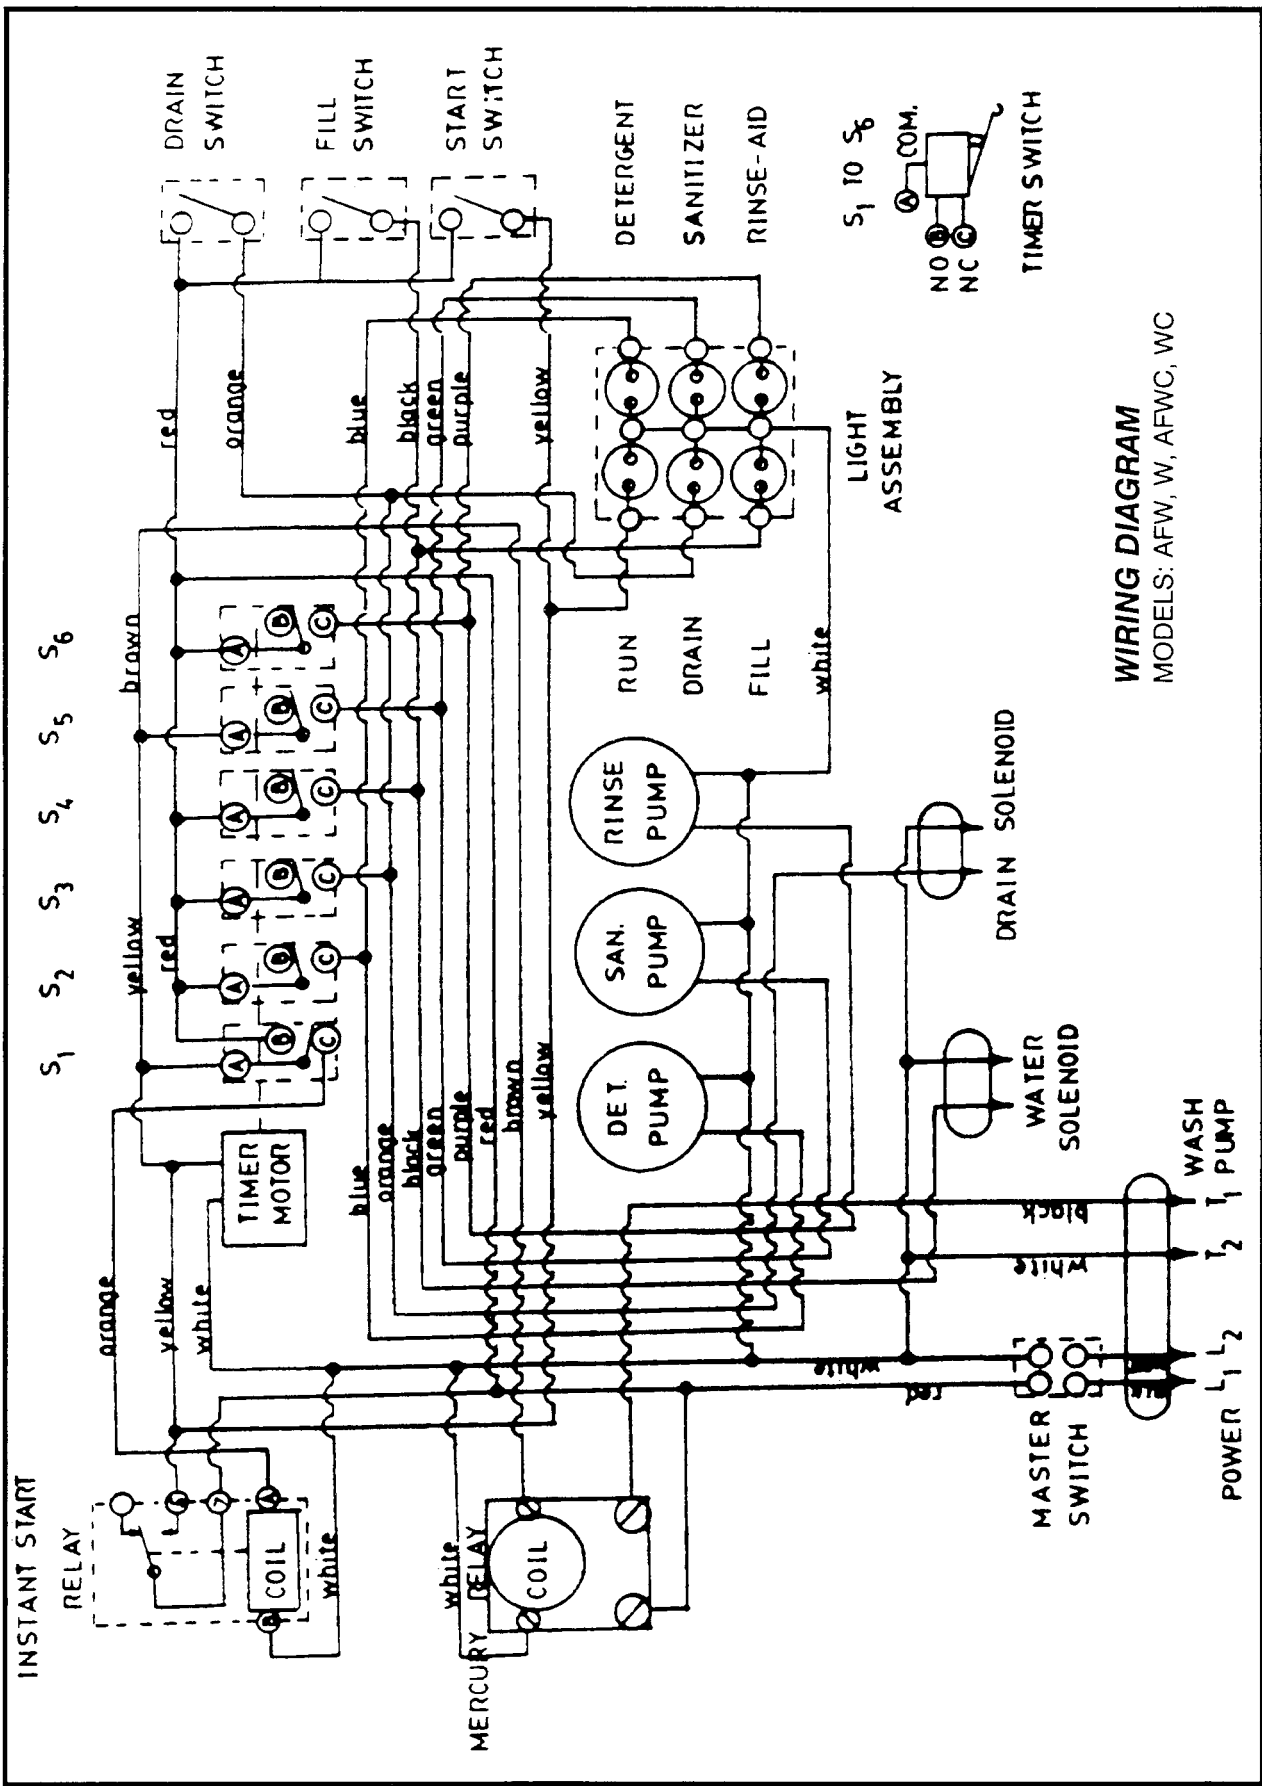 INSTANT START
RELAY
COIL
A
B
6
7
white
orange
yellow
white
MERCURY RELAY
COIL
white
TIMER
MOTOR
S1
S2
S3
S4
S5
S6
A
B
C
A
B
C
A
B
C
A
B
C
A
B
C
A
B
C
yellow
red
brown
red
orange
blue
black
green
purple
yellow
blue
orange
black
green
purple
red
brown
yellow
DRAIN
SWITCH
FILL
SWITCH
START
SWITCH
DETERGENT
SANITIZER
RINSE-AID
LIGHT
ASSEMBLY
RUN
DRAIN
FILL
white
DET.
PUMP
SAN.
PUMP
RINSE
PUMP
DRAIN SOLENOID
WATER
SOLENOID
WASH
PUMP
T1
T2
black
white
white
red
MASTER
SWITCH
POWER L1 L2
blk
S1 TO S6
A COM.
NO B
NC C
TIMER SWITCH
WIRING DIAGRAM
MODELS: AFW, W, AFWC, WC